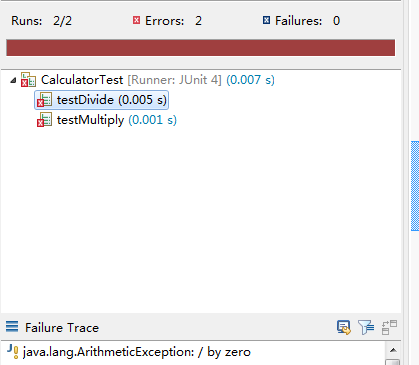 Runs: 2/2 Errors: 2 Failures: 0
CalculatorTest [Runner: JUnit 4] (0.007 s)
testDivide (0.005 s)
testMultiply (0.001 s)
Failure Trace
java.lang.ArithmeticException: / by zero